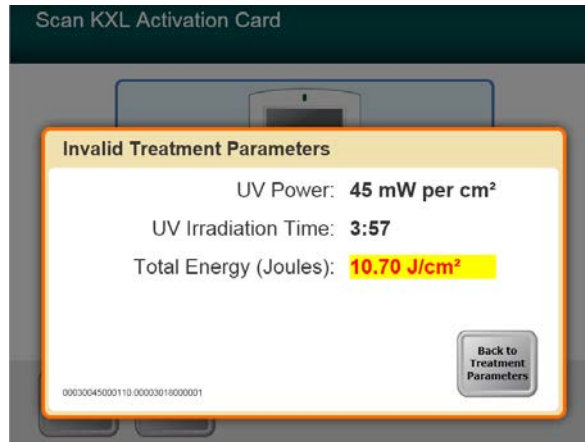 Scan KXL Activation Card
Invalid Treatment Parameters
UV Power: 45 mW per cm²
UV Irradiation Time: 3:57
Total Energy (Joules): 10.70 J/cm²
Back to
Treatment
Parameters
00030045000110.00003018000001